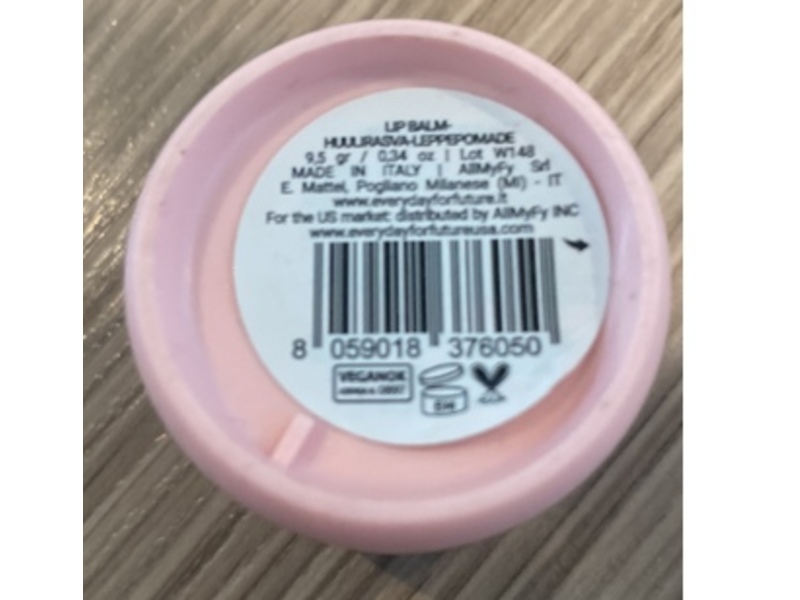 LIP BALM-
HUULIRASVA-LEPPEPOMADE
9,5 gr / 0,34 oz | Lot W148
MADE IN ITALY | AllMyFy Srl
E. Mattei, Pogliano Milanese (MI) - IT
www.everydayforfuture.it
For the US market: distributed by AllMyFy INC
www.everydayforfutureusa.com
8 059018 376050
VEGANOK